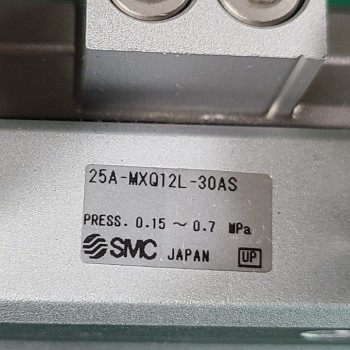 25A-MXQ12L-30AS
PRESS. 0.15 ~ 0.7 MPa
SMC JAPAN UP